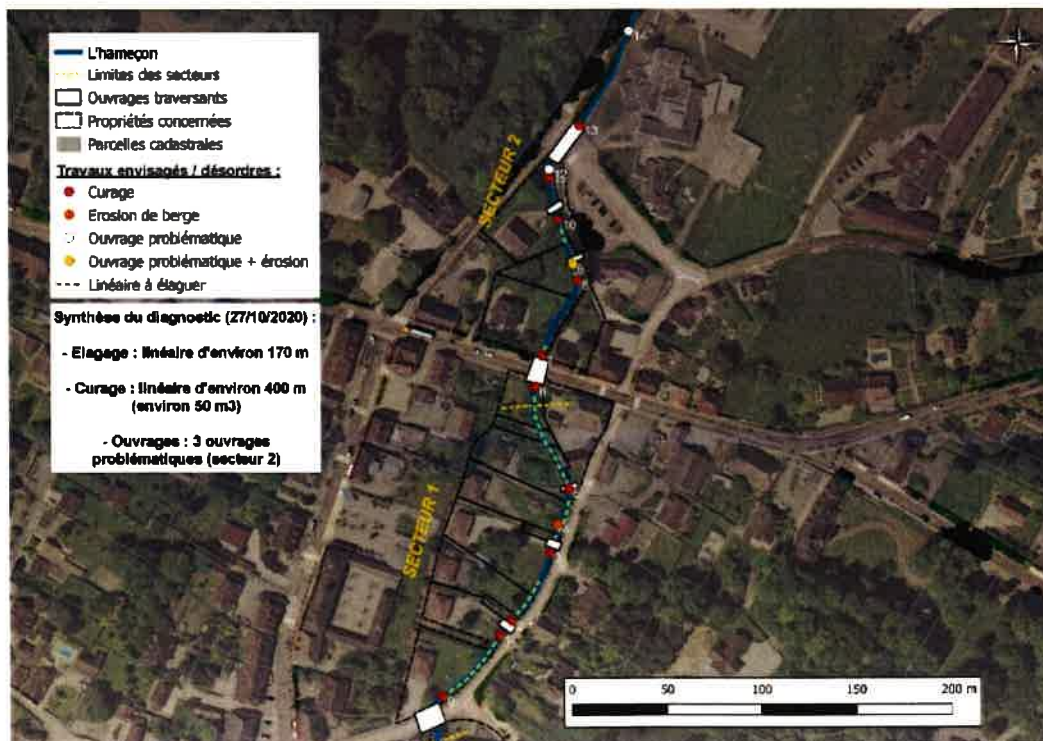 L'hameçon
Limites des secteurs
Ouvrages traversants
Propriétés concernées
Parcelles cadastrales
Travaux envisagés / désordres :
Curage
Erosion de berge
Ouvrage problématique
Ouvrage problématique + érosion
Linéaire à élaguer
Synthèse du diagnostic (27/10/2020) :
- Elagage : linéaire d'environ 170 m
- Curage : linéaire d'environ 400 m
(environ 50 m3)
- Ouvrages : 3 ouvrages
problématiques (secteur 2)
SECTEUR 2
13
10
SECTEUR 1
0 50 100 150 200 m